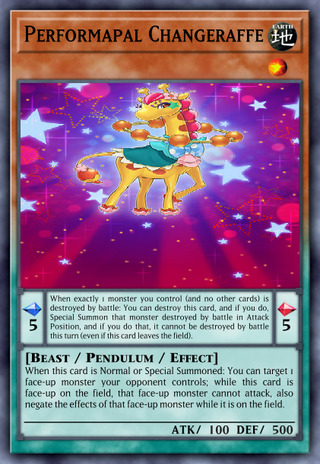 PERFORMAPAL CHANGERAFFE
EARTH
地
When exactly 1 monster you control (and no other cards) is
destroyed by battle: You can destroy this card, and if you do,
Special Summon that monster destroyed by battle in Attack
Position, and if you do that, it cannot be destroyed by battle
this turn (even if this card leaves the field).
5
5
[BEAST / PENDULUM / EFFECT]
When this card is Normal or Special Summoned: You can target 1
face-up monster your opponent controls; while this card is
face-up on the field, that face-up monster cannot attack, also
negate the effects of that face-up monster while it is on the field.
ATK/ 100 DEF/ 500